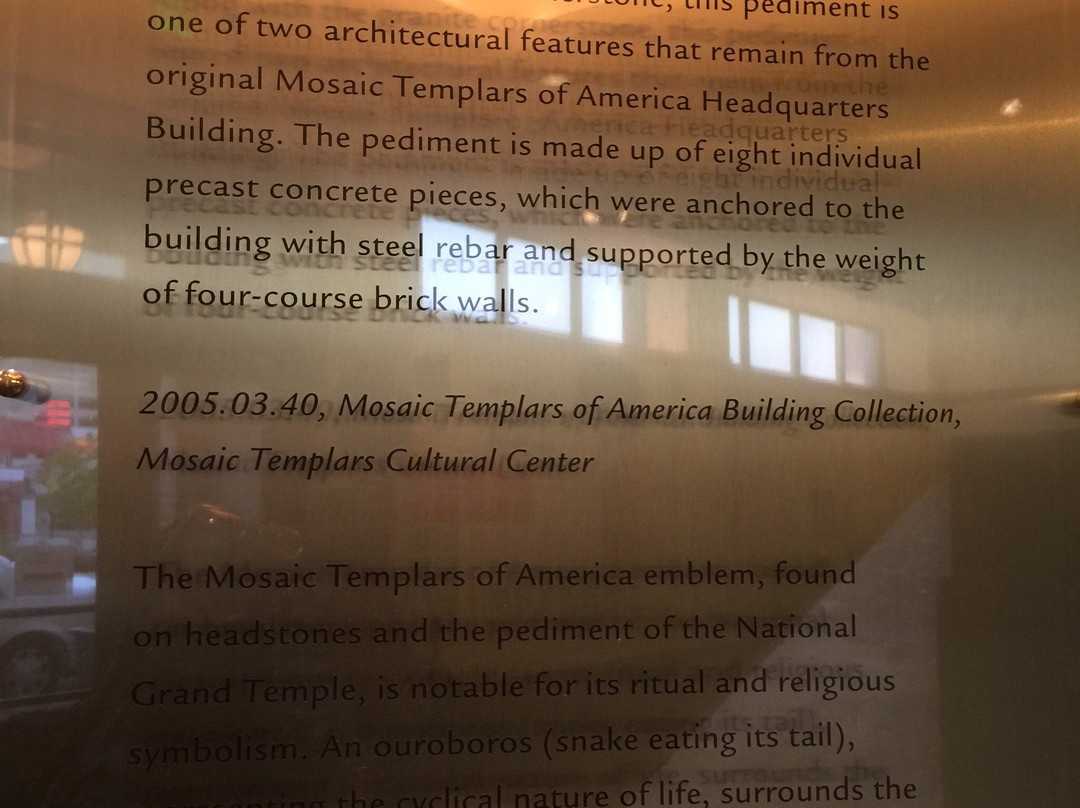 this pediment is
one of two architectural features that remain from the
original Mosaic Templars of America Headquarters
Building. The pediment is made up of eight individual
precast concrete pieces, which were anchored to the
building with steel rebar and supported by the weight
of four-course brick walls.
2005.03.40, Mosaic Templars of America Building Collection,
Mosaic Templars Cultural Center
The Mosaic Templars of America emblem, found
on headstones and the pediment of the National
Grand Temple, is notable for its ritual and religious
symbolism. An ouroboros (snake eating its tail),
the cyclical nature of life, surrounds the